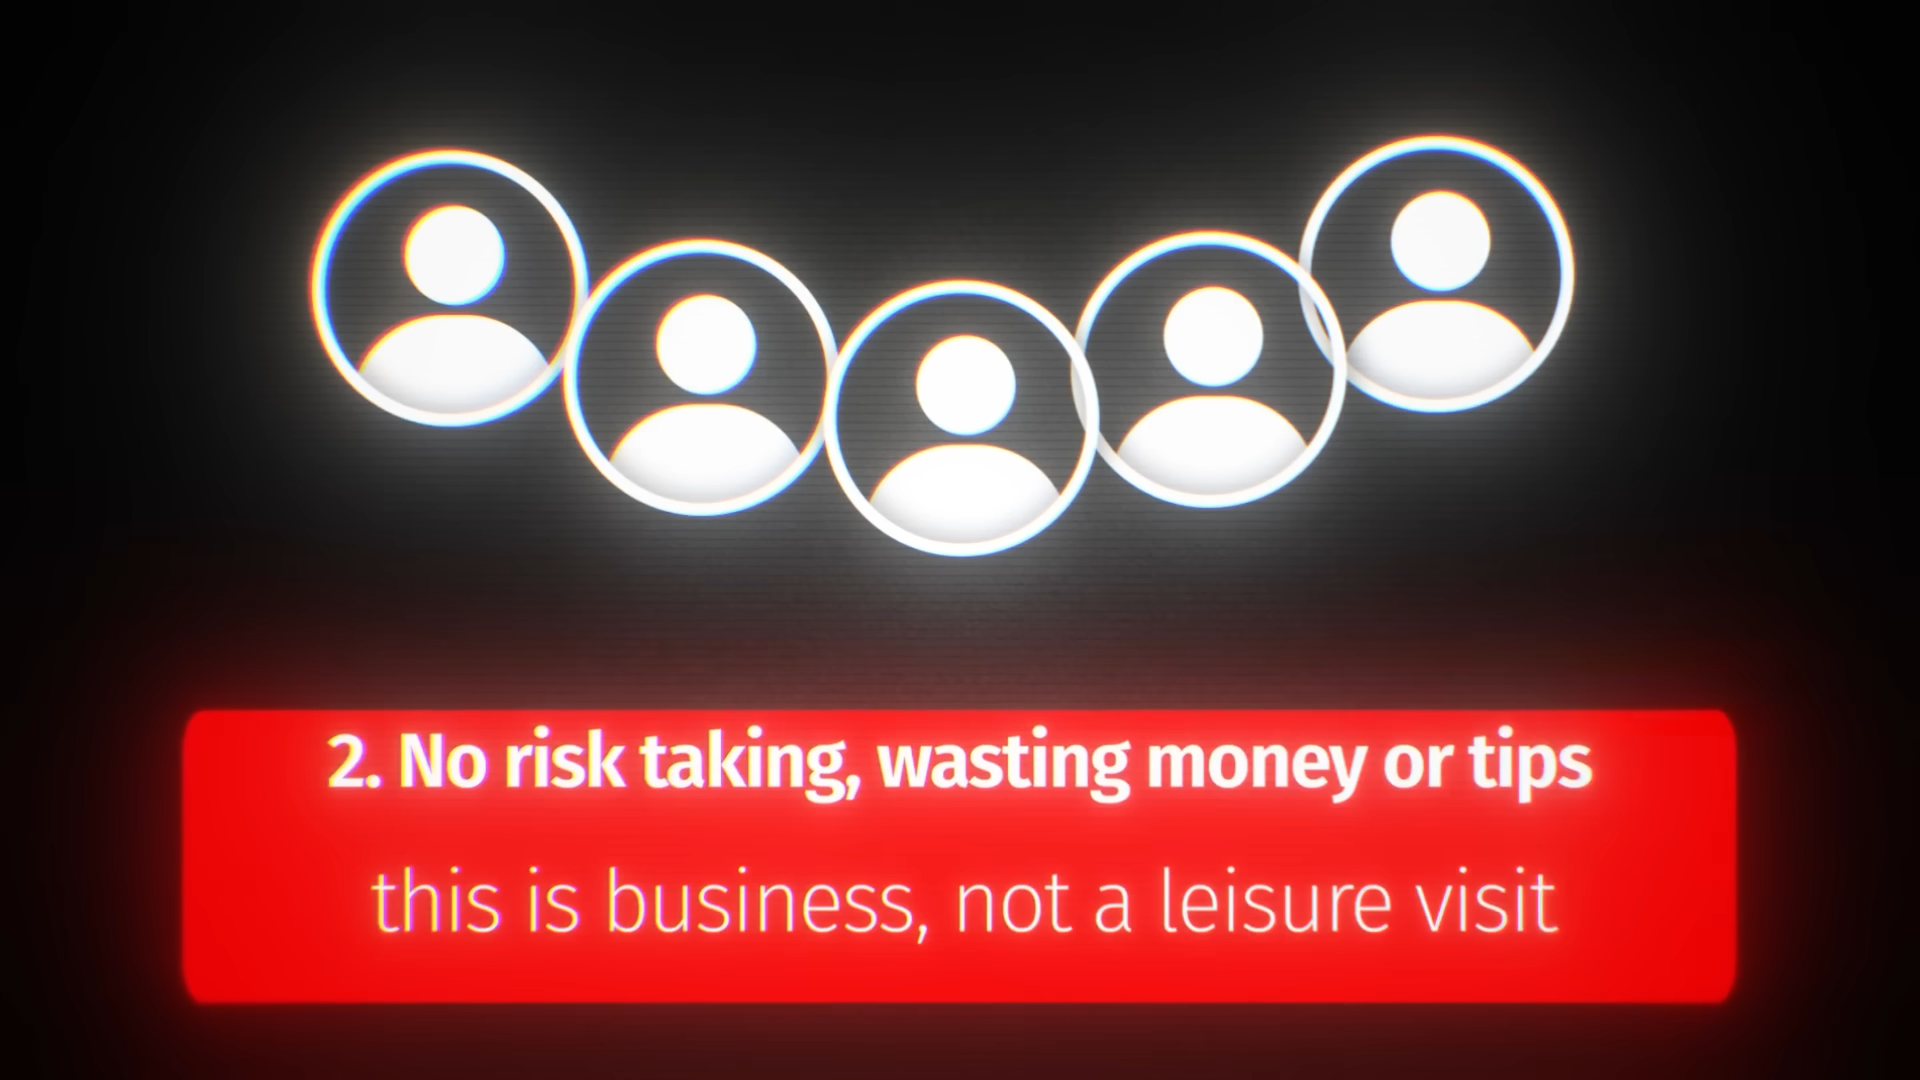 2. No risk taking, wasting money or tips
this is business, not a leisure visit